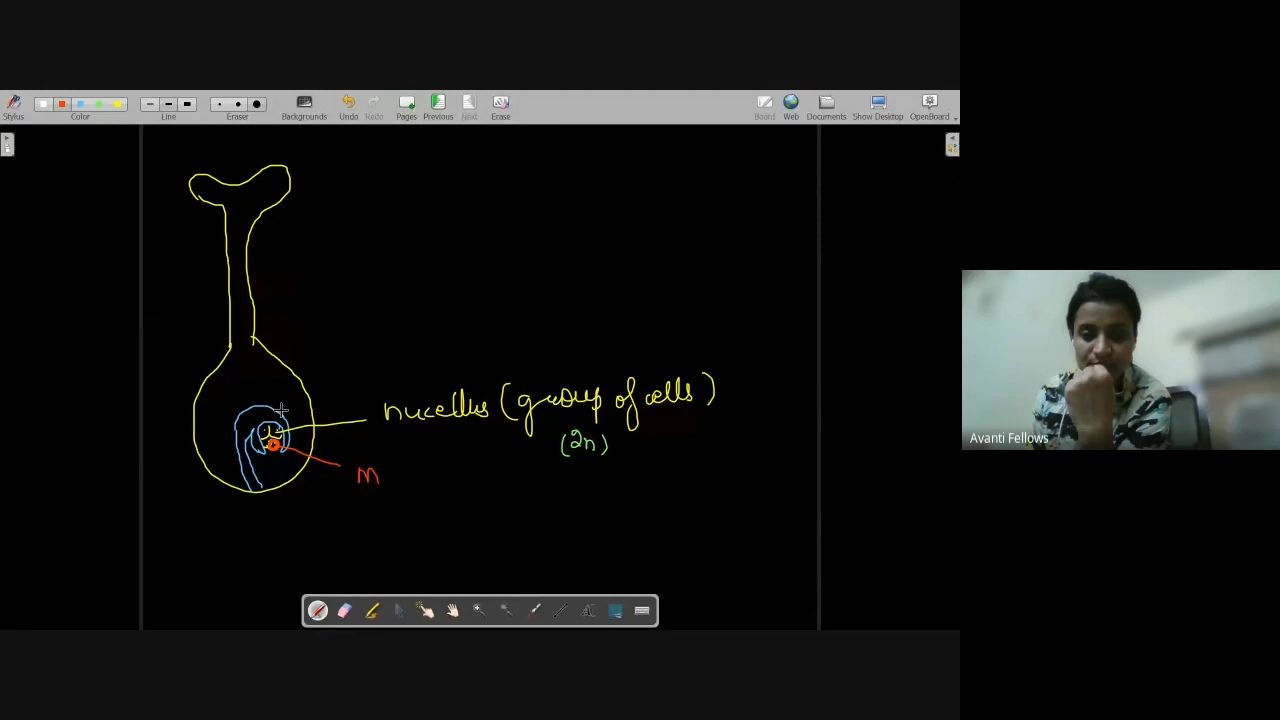 Stylus
Color
Line
Eraser
Backgrounds
Undo
Redo
Pages
Previous
Next
Erase
Board
Web
Documents
Show Desktop
OpenBoard
nucellus (group of cells)
(2n)
m
Avanti Fellows